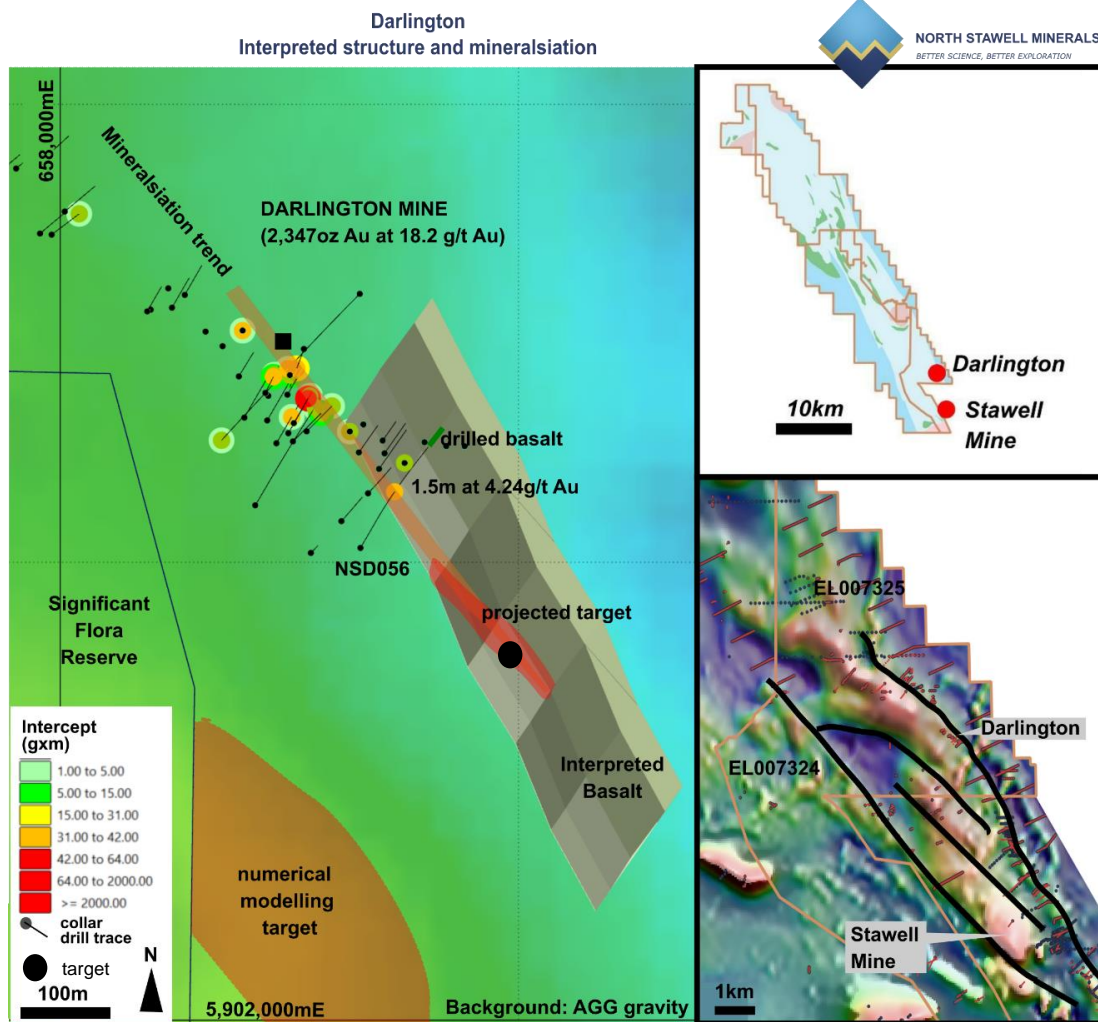 Darlington
Interpreted structure and mineralsiation
NORTH STAWELL MINERALS
BETTER SCIENCE, BETTER EXPLORATION
658,000mE
Mineralsiation trend
DARLINGTON MINE
(2,347oz Au at 18.2 g/t Au)
drilled basalt
1.5m at 4.24g/t Au
NSD056
projected target
Significant
Flora
Reserve
Interpreted
Basalt
numerical
modelling
target
Intercept
(gxm)
1.00 to 5.00
5.00 to 15.00
15.00 to 31.00
31.00 to 42.00
42.00 to 64.00
64.00 to 2000.00
>= 2000.00
collar
drill trace
target
N
100m
5,902,000mE
Background: AGG gravity
Darlington
Stawell
Mine
10km
EL007325
Darlington
EL007324
Stawell
Mine
1km